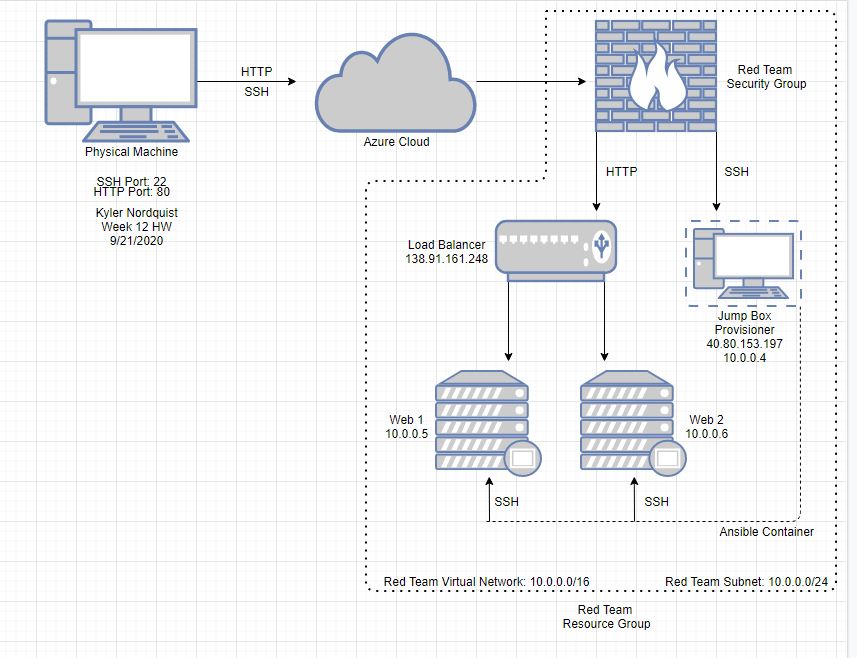 HTTP
SSH
Physical Machine
SSH Port: 22
HTTP Port: 80
Kyler Nordquist
Week 12 HW
9/21/2020
Azure Cloud
Red Team
Security Group
HTTP
SSH
Load Balancer
138.91.161.248
Jump Box
Provisioner
40.80.153.197
10.0.0.4
Web 1
10.0.0.5
Web 2
10.0.0.6
SSH
SSH
Ansible Container
Red Team Virtual Network: 10.0.0.0/16
Red Team Subnet: 10.0.0.0/24
Red Team
Resource Group